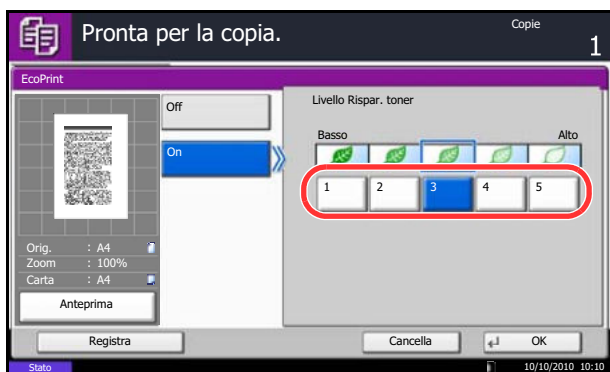 Pronta per la copia.
Copie
1
EcoPrint
Off
On
Livello Rispar. toner
Basso
Alto
1 2 3 4 5
Orig. : A4
Zoom : 100%
Carta : A4
Anteprima
Registra
Cancella
OK
Stato
10/10/2010 10:10